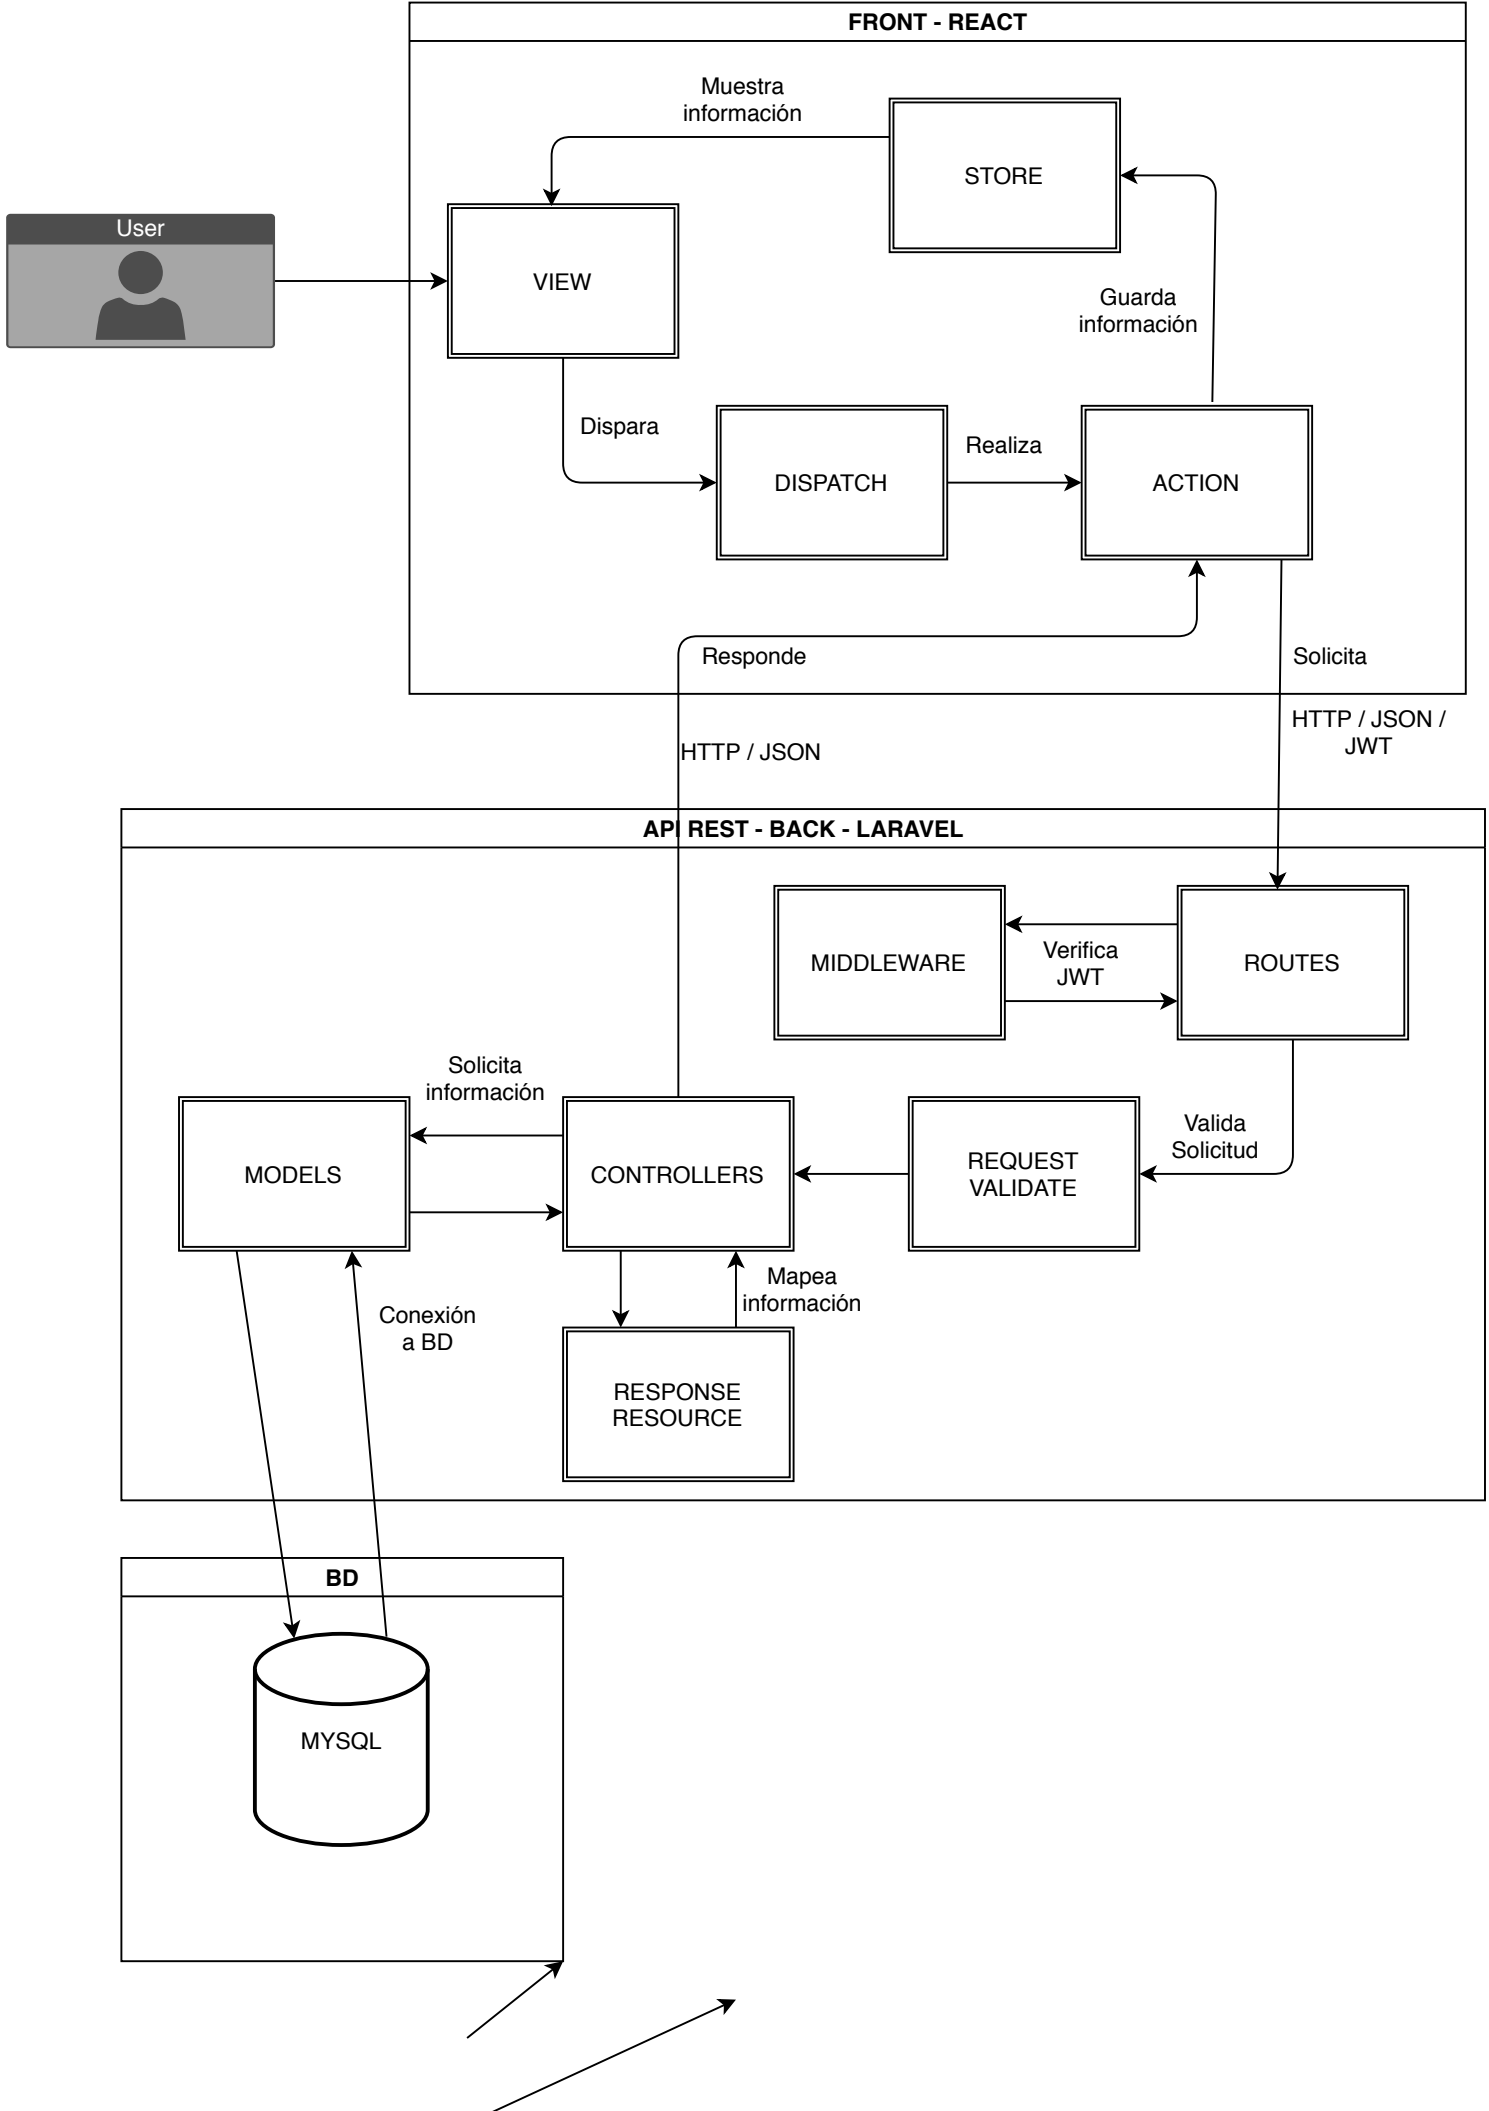 FRONT - REACT
Muestra
información
STORE
User
VIEW
Guarda
información
Dispara
Realiza
DISPATCH
ACTION
Responde
Solicita
HTTP / JSON /
JWT
HTTP / JSON
API REST - BACK - LARAVEL
MIDDLEWARE
Verifica
JWT
ROUTES
Solicita
información
MODELS
CONTROLLERS
REQUEST
VALIDATE
Valida
Solicitud
Mapea
información
Conexión
a BD
RESPONSE
RESOURCE
BD
MYSQL